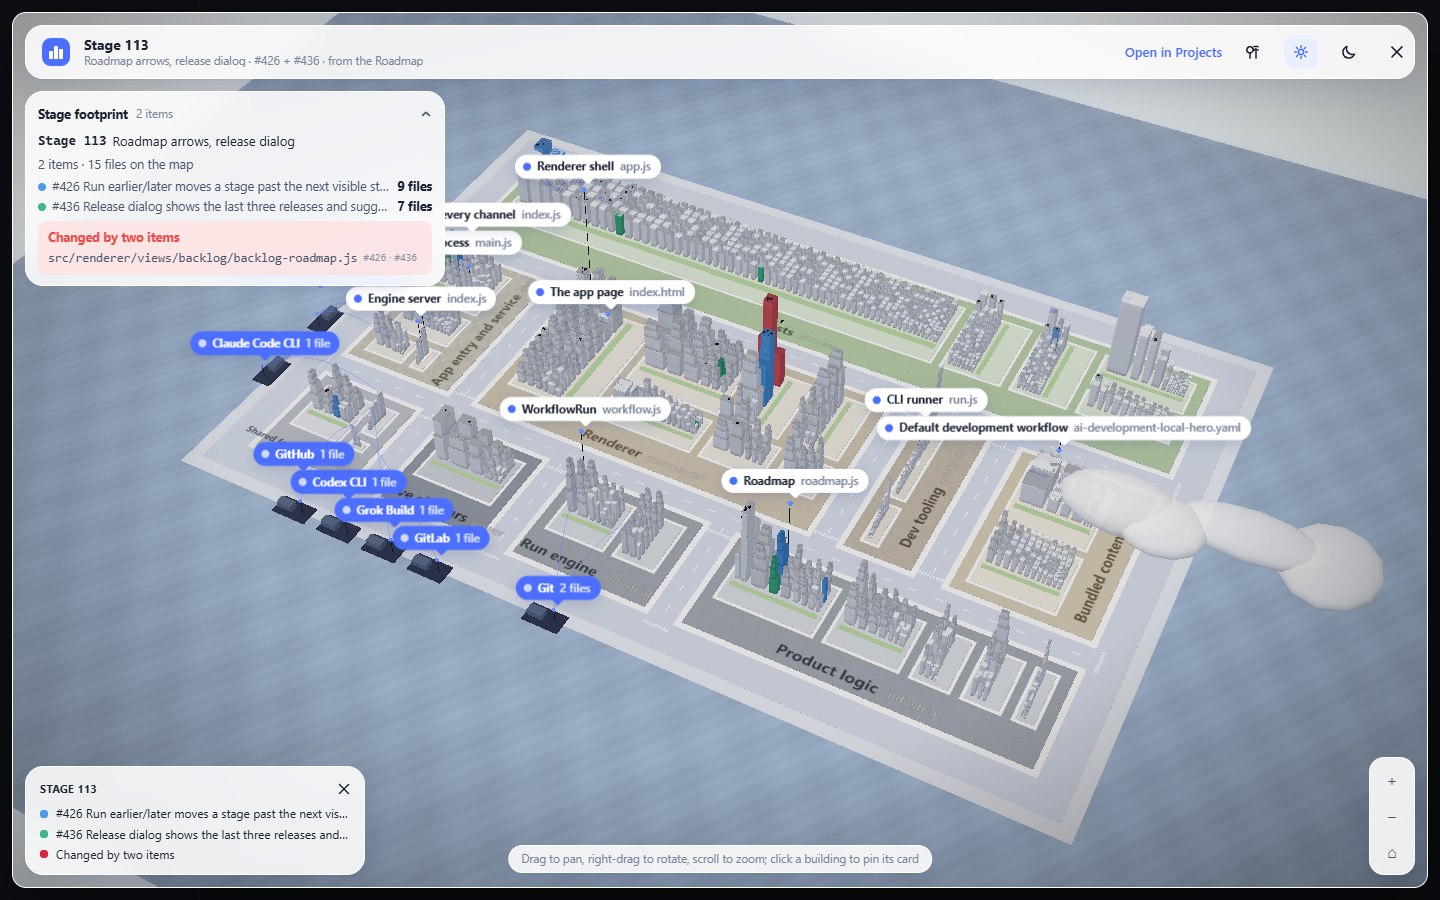 Stage 113
Roadmap arrows, release dialog · #426 + #436 · from the Roadmap
Open in Projects
Stage footprint 2 items
Stage 113 Roadmap arrows, release dialog
2 items · 15 files on the map
#426 Run earlier/later moves a stage past the next visible st... 9 files
#436 Release dialog shows the last three releases and sugg... 7 files
Changed by two items
src/renderer/views/backlog/backlog-roadmap.js #426 · #436
Renderer shell app.js
every channel index.js
main.js
Engine server index.js
The app page index.html
App entry and service
Claude Code CLI 1 file
WorkflowRun workflow.js
CLI runner run.js
Default development workflow ai-development-local-hero.yaml
Renderer
GitHub 1 file
Codex CLI 1 file
Grok Build 1 file
GitLab 1 file
Roadmap roadmap.js
Dev tooling
Run engine industrial
Bundled conten
Git 2 files
Product logic industrial
STAGE 113
#426 Run earlier/later moves a stage past the next vis...
#436 Release dialog shows the last three releases and...
Changed by two items
Drag to pan, right-drag to rotate, scroll to zoom; click a building to pin its card